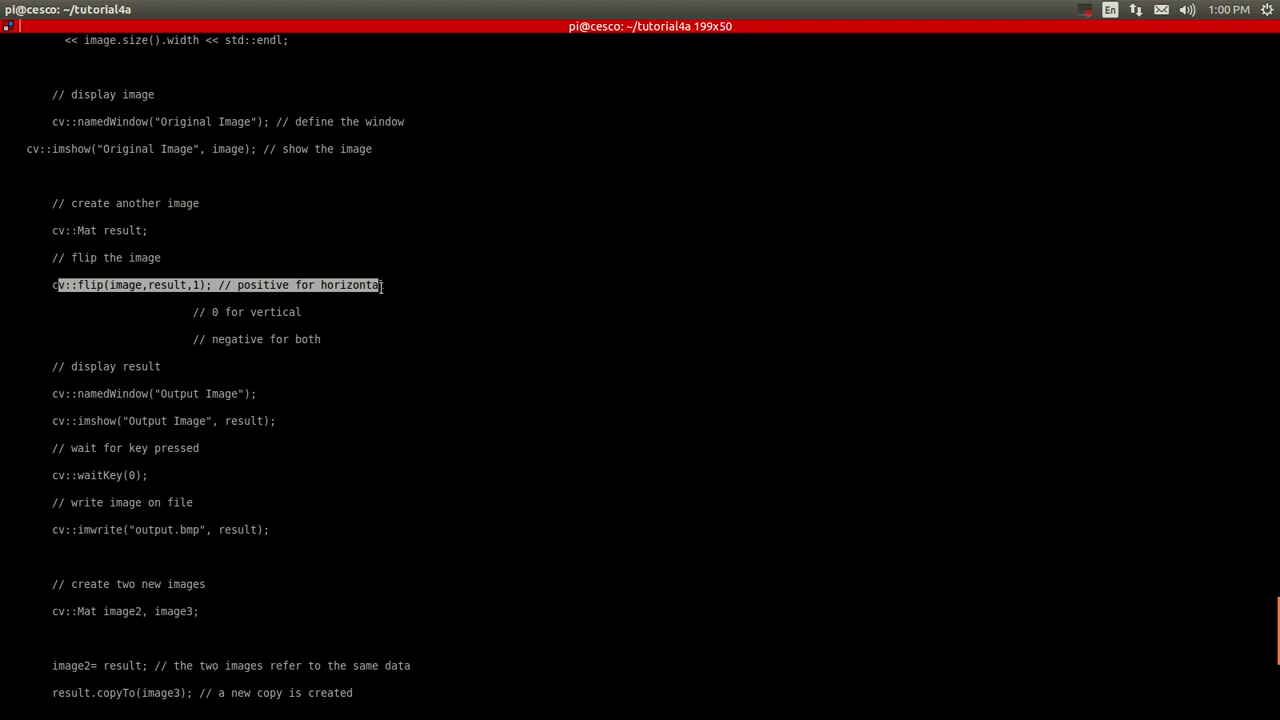 pi@cesco: ~/tutorial4a
En
1:00 PM
pi@cesco: ~/tutorial4a 199x50
<< image.size().width << std::endl;
// display image
cv::namedWindow("Original Image"); // define the window
cv::imshow("Original Image", image); // show the image
// create another image
cv::Mat result;
// flip the image
cv::flip(image,result,1); // positive for horizonta
// 0 for vertical
// negative for both
// display result
cv::namedWindow("Output Image");
cv::imshow("Output Image", result);
// wait for key pressed
cv::waitKey(0);
// write image on file
cv::imwrite("output.bmp", result);
// create two new images
cv::Mat image2, image3;
image2= result; // the two images refer to the same data
result.copyTo(image3); // a new copy is created